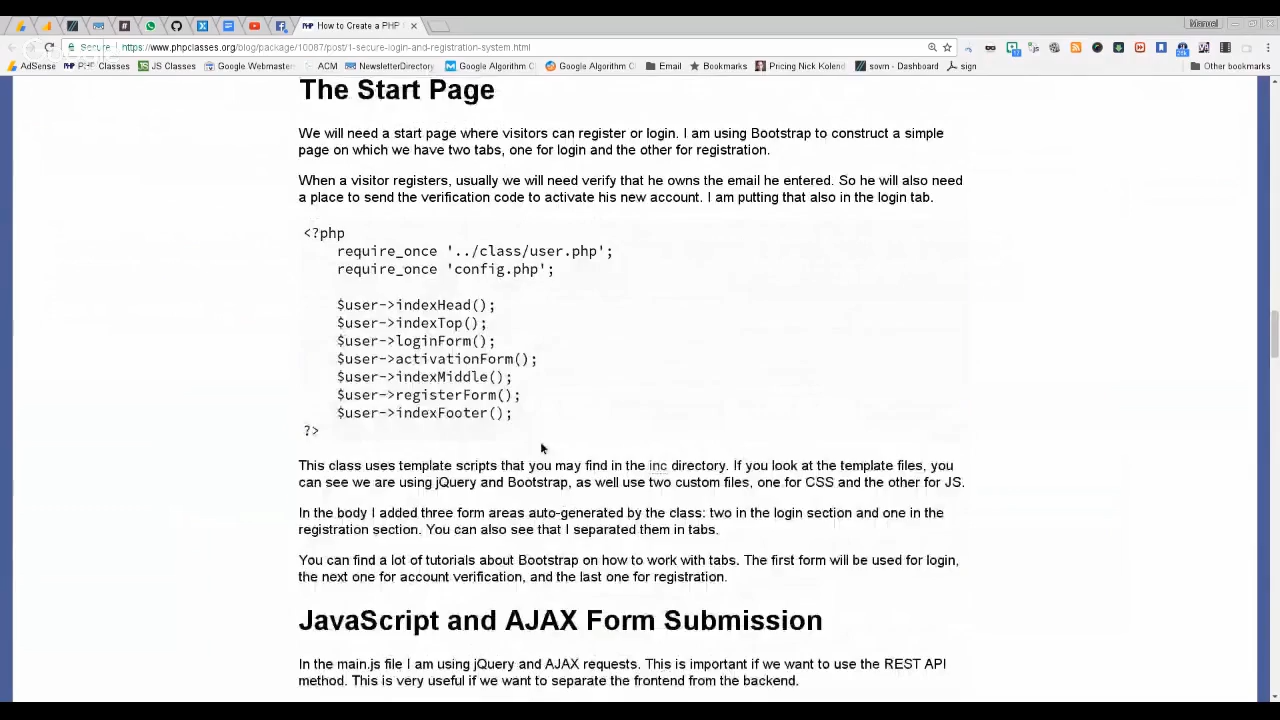 How to Create a PHP
Manuel
Secure
https://www.phpclasses.org/blog/package/10087/post/1-secure-login-and-registration-system.html
AdSense PHP Classes JS Classes Google Webmaster ACM NewsletterDirectory Google Algorithm C Google Algorithm C Email Bookmarks Pricing Nick Kolend sovrn - Dashboard sign Other bookmarks
The Start Page
We will need a start page where visitors can register or login. I am using Bootstrap to construct a simple
page on which we have two tabs, one for login and the other for registration.
When a visitor registers, usually we will need verify that he owns the email he entered. So he will also need
a place to send the verification code to activate his new account. I am putting that also in the login tab.
<?php
require_once '../class/user.php';
require_once 'config.php';
$user->indexHead();
$user->indexTop();
$user->loginForm();
$user->activationForm();
$user->indexMiddle();
$user->registerForm();
$user->indexFooter();
?>
This class uses template scripts that you may find in the inc directory. If you look at the template files, you
can see we are using jQuery and Bootstrap, as well use two custom files, one for CSS and the other for JS.
In the body I added three form areas auto-generated by the class: two in the login section and one in the
registration section. You can also see that I separated them in tabs.
You can find a lot of tutorials about Bootstrap on how to work with tabs. The first form will be used for login,
the next one for account verification, and the last one for registration.
JavaScript and AJAX Form Submission
In the main.js file I am using jQuery and AJAX requests. This is important if we want to use the REST API
method. This is very useful if we want to separate the frontend from the backend.